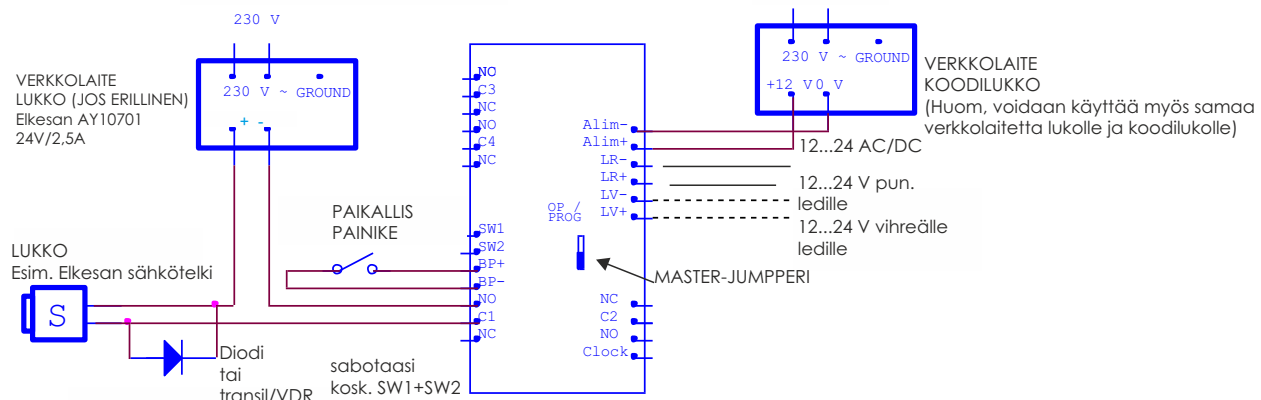 230 V
VERKKOLAITE
LUKKO (JOS ERILLINEN)
Elkesan AY10701
24V/2,5A
230 V ~ GROUND
+ -
LUKKO
Esim. Elkesan sähkötelki
S
Diodi
tai
transil/VDR
PAIKALLIS
PAINIKE
sabotaasi
kosk. SW1+SW2
NO
C3
NC
NO
C4
NC
SW1
SW2
BP+
BP-
NO
C1
NC
OP /
PROG
Alim-
Alim+
LR-
LR+
LV-
LV+
NC
C2
NO
Clock
MASTER-JUMPPERI
230 V ~ GROUND
+12 V 0 V
VERKKOLAITE
KOODILUKKO
(Huom, voidaan käyttää myös samaa
verkkolaitetta lukolle ja koodilukolle)
12...24 AC/DC
12...24 V pun.
ledille
12...24 V vihreälle
ledille